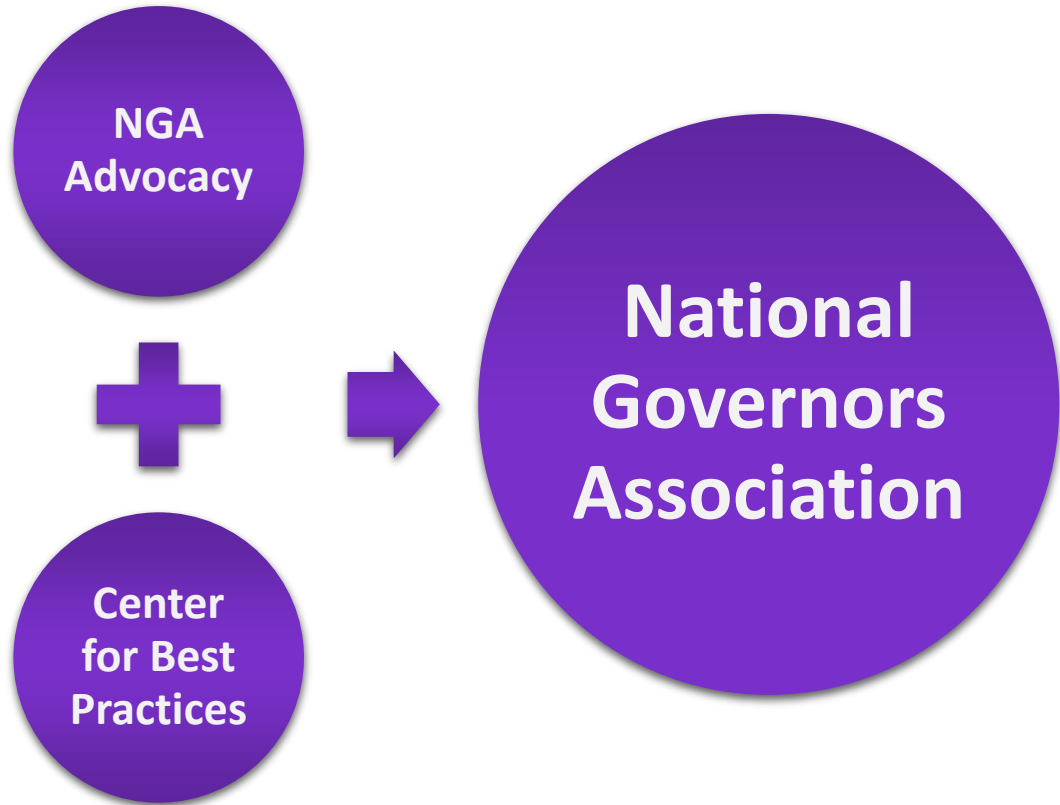 NGA
Advocacy
Center
for Best
Practices
National
Governors
Association